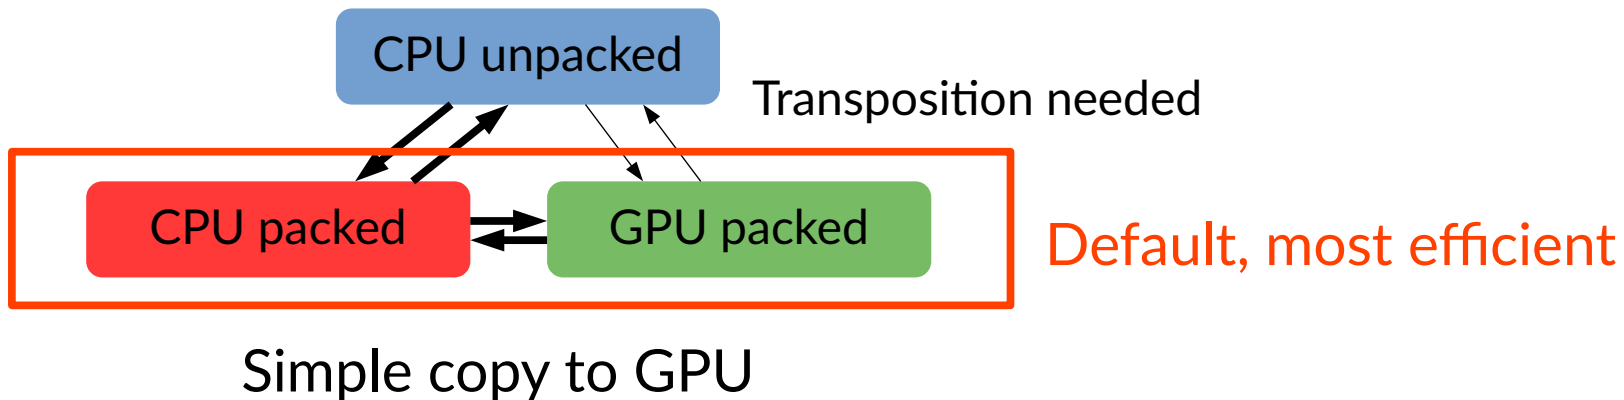 CPU unpacked
Transposition needed
CPU packed
GPU packed
Default, most efficient
Simple copy to GPU